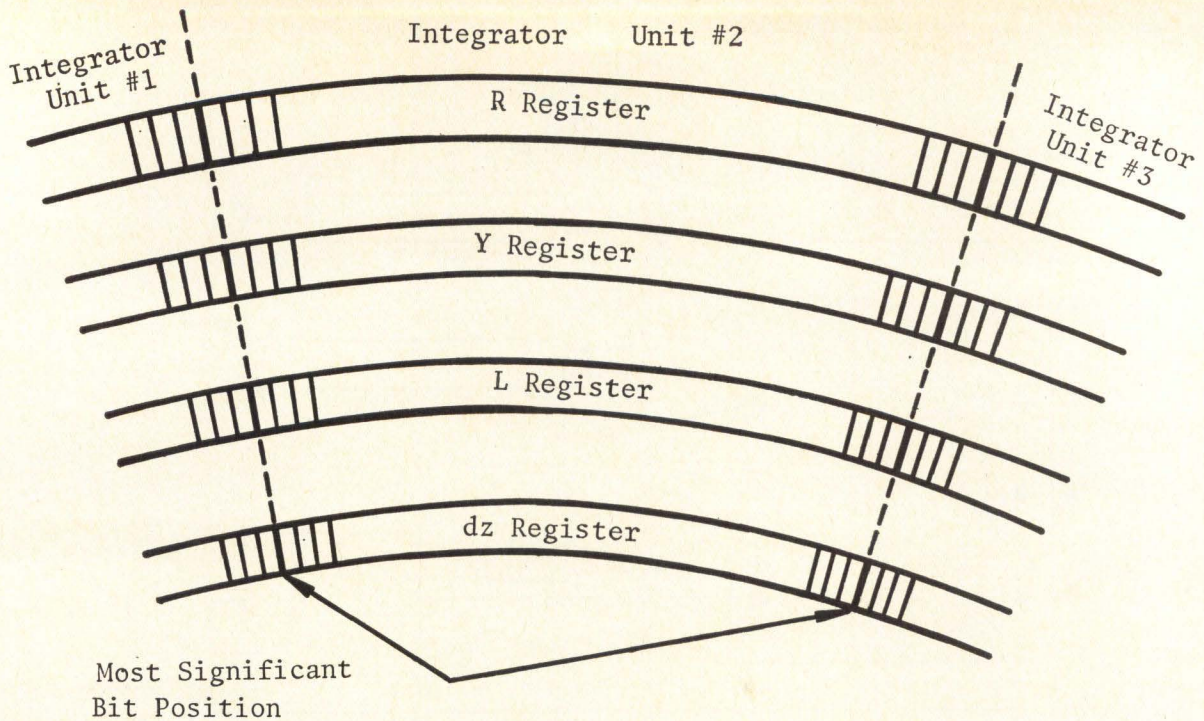 Integrator Unit #2
Integrator
Unit #1
R Register
Integrator
Unit #3
Y Register
L Register
dz Register
Most Significant
Bit Position